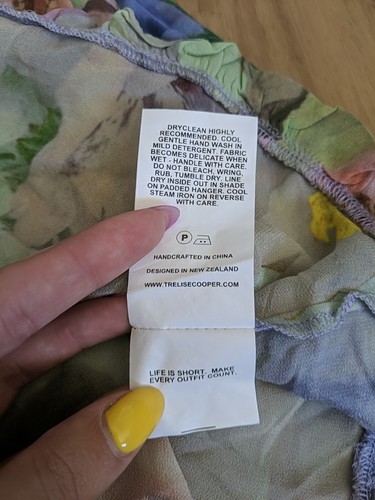 DRYCLEAN HIGHLY
RECOMMENDED. COOL
GENTLE HAND WASH IN
MILD DETERGENT. FABRIC
BECOMES DELICATE WHEN
WET - HANDLE WITH CARE.
DO NOT BLEACH, WRING,
RUB, TUMBLE DRY. LINE
DRY INSIDE OUT IN SHADE
ON PADDED HANGER. COOL
STEAM IRON ON REVERSE
WITH CARE.
P
HANDCRAFTED IN CHINA
DESIGNED IN NEW ZEALAND
WWW.TRELISECOOPER.COM
LIFE IS SHORT. MAKE
EVERY OUTFIT COUNT.